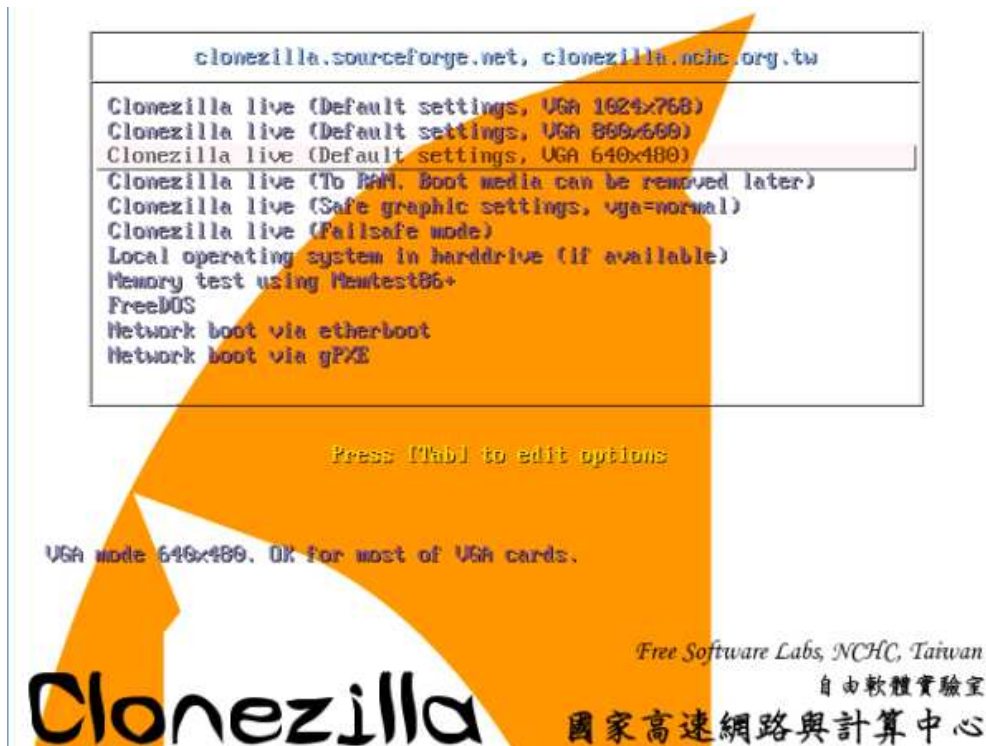 clonezilla.sourceforge.net, clonezilla.nchc.org.tw
Clonezilla live (Default settings, VGA 1024x768)
Clonezilla live (Default settings, VGA 800x600)
Clonezilla live (Default settings, VGA 640x480)
Clonezilla live (To RAM. Boot media can be removed later)
Clonezilla live (Safe graphic settings, vga=normal)
Clonezilla live (Failsafe mode)
Local operating system in harddrive (if available)
Memory test using Memtest86+
FreeDOS
Network boot via etherboot
Network boot via gPXE
Press [Tab] to edit options
VGA mode 640x480. OK for most of VGA cards.
Free Software Labs, NCHC, Taiwan
自由軟體實驗室
Clonezilla
國家高速網路與計算中心